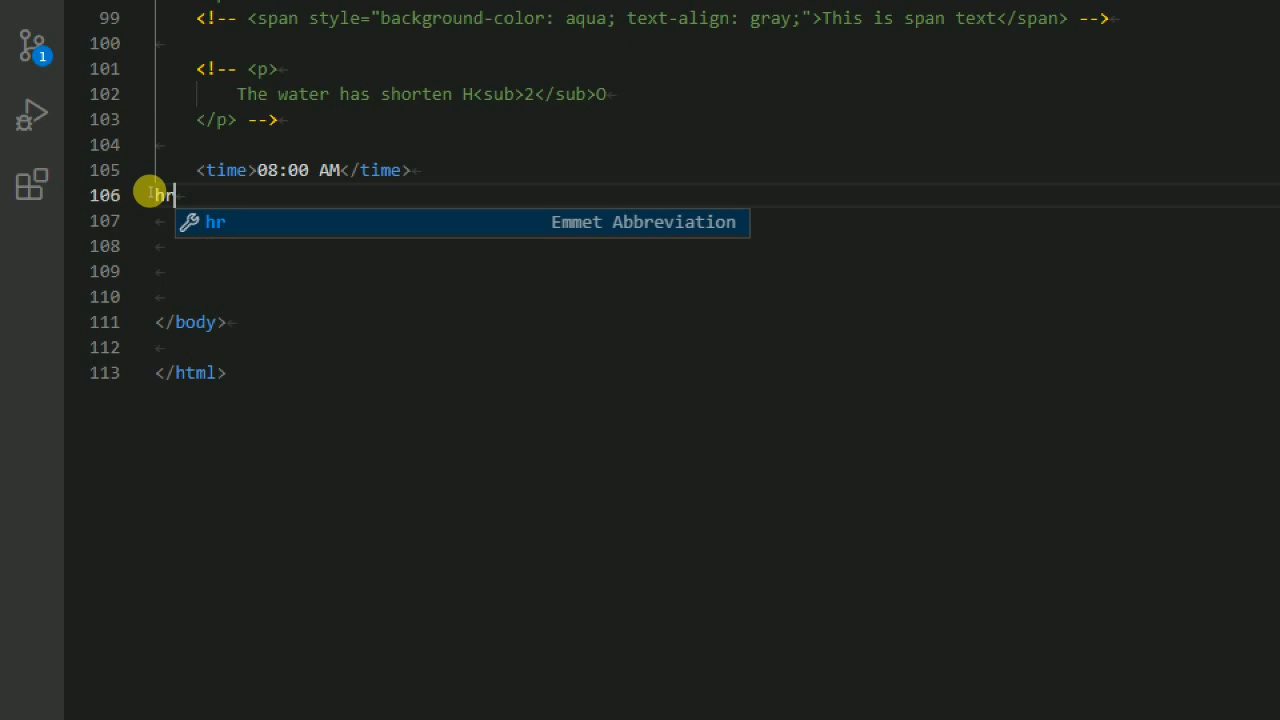 99 <!-- <span style="background-color: aqua; text-align: gray;">This is span text</span> -->
100
101 <!-- <p>
102 The water has shorten H<sub>2</sub>O
103 </p> -->
104
105 <time>08:00 AM</time>
106 hr
hr Emmet Abbreviation
107
108
109
110
111 </body>
112
113 </html>
1